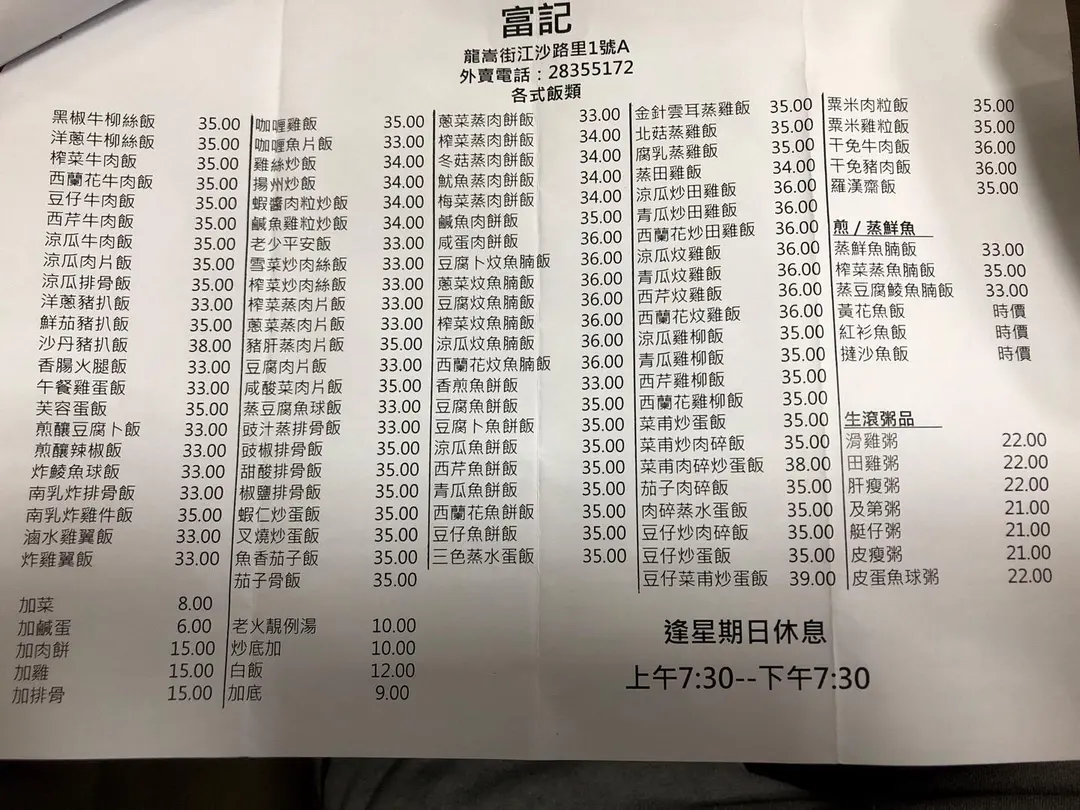 富記
龍嵩街江沙路里1號A
外賣電話：28355172
各式飯類
黑椒牛柳絲飯 35.00
洋蔥牛柳絲飯 35.00
榨菜牛肉飯 35.00
西蘭花牛肉飯 35.00
豆仔牛肉飯 35.00
西芹牛肉飯 35.00
涼瓜牛肉飯 35.00
涼瓜肉片飯 35.00
涼瓜排骨飯 35.00
洋蔥豬扒飯 33.00
鮮茄豬扒飯 35.00
沙丹豬扒飯 38.00
香腸火腿飯 33.00
午餐雞蛋飯 33.00
芙蓉蛋飯 35.00
煎釀豆腐卜飯 33.00
煎釀辣椒飯 33.00
炸鯪魚球飯 33.00
南乳炸排骨飯 33.00
南乳炸雞件飯 35.00
滷水雞翼飯 33.00
炸雞翼飯 33.00
加菜 8.00
加鹹蛋 6.00
加肉餅 15.00
加雞 15.00
加排骨 15.00
咖喱雞飯 35.00
咖喱魚片飯 33.00
雞絲炒飯 34.00
揚州炒飯 34.00
蝦醬肉粒炒飯 34.00
鹹魚雞粒炒飯 34.00
老少平安飯 33.00
雪菜炒肉絲飯 33.00
榨菜炒肉絲飯 33.00
榨菜蒸肉片飯 33.00
蔥菜蒸肉片飯 33.00
豬肝蒸肉片飯 35.00
豆腐肉片飯 33.00
咸酸菜肉片飯 35.00
蒸豆腐魚球飯 33.00
豉汁蒸排骨飯 33.00
豉椒排骨飯 35.00
甜酸排骨飯 35.00
椒鹽排骨飯 35.00
蝦仁炒蛋飯 35.00
叉燒炒蛋飯 35.00
魚香茄子飯 35.00
茄子骨飯 35.00
老火靚例湯 10.00
炒底加 10.00
白飯 12.00
加底 9.00
蔥菜蒸肉餅飯 33.00
榨菜蒸肉餅飯 34.00
冬菇蒸肉餅飯 34.00
魷魚蒸肉餅飯 34.00
梅菜蒸肉餅飯 34.00
鹹魚肉餅飯 35.00
咸蛋肉餅飯 36.00
豆腐卜炆魚腩飯 36.00
蔥菜炆魚腩飯 36.00
豆腐炆魚腩飯 36.00
榨菜炆魚腩飯 36.00
涼瓜炆魚腩飯 36.00
西蘭花炆魚腩飯 36.00
香煎魚餅飯 33.00
豆腐魚餅飯 35.00
豆腐卜魚餅飯 35.00
涼瓜魚餅飯 35.00
西芹魚餅飯 35.00
青瓜魚餅飯 35.00
西蘭花魚餅飯 35.00
豆仔魚餅飯 35.00
三色蒸水蛋飯 35.00
金針雲耳蒸雞飯 35.00
北菇蒸雞飯 35.00
腐乳蒸雞飯 35.00
蒸田雞飯 34.00
涼瓜炒田雞飯 36.00
青瓜炒田雞飯 36.00
西蘭花炒田雞飯 36.00
涼瓜炆雞飯 36.00
青瓜炆雞飯 36.00
西芹炆雞飯 36.00
西蘭花炆雞飯 36.00
涼瓜雞柳飯 35.00
青瓜雞柳飯 35.00
西芹雞柳飯 35.00
西蘭花雞柳飯 35.00
菜甫炒蛋飯 35.00
菜甫炒肉碎飯 35.00
菜甫肉碎炒蛋飯 38.00
茄子肉碎飯 35.00
肉碎蒸水蛋飯 35.00
豆仔炒肉碎飯 35.00
豆仔炒蛋飯 35.00
豆仔菜甫炒蛋飯 39.00
粟米肉粒飯 35.00
粟米雞粒飯 35.00
干免牛肉飯 36.00
干免豬肉飯 36.00
羅漢齋飯 35.00
煎 / 蒸鮮魚
蒸鮮魚腩飯 33.00
榨菜蒸魚腩飯 35.00
蒸豆腐鯪魚腩飯 33.00
黃花魚飯 時價
紅衫魚飯 時價
撻沙魚飯 時價
生滾粥品
滑雞粥 22.00
田雞粥 22.00
肝瘦粥 22.00
及第粥 21.00
艇仔粥 21.00
皮瘦粥 21.00
皮蛋魚球粥 22.00
逢星期日休息
上午7:30--下午7:30